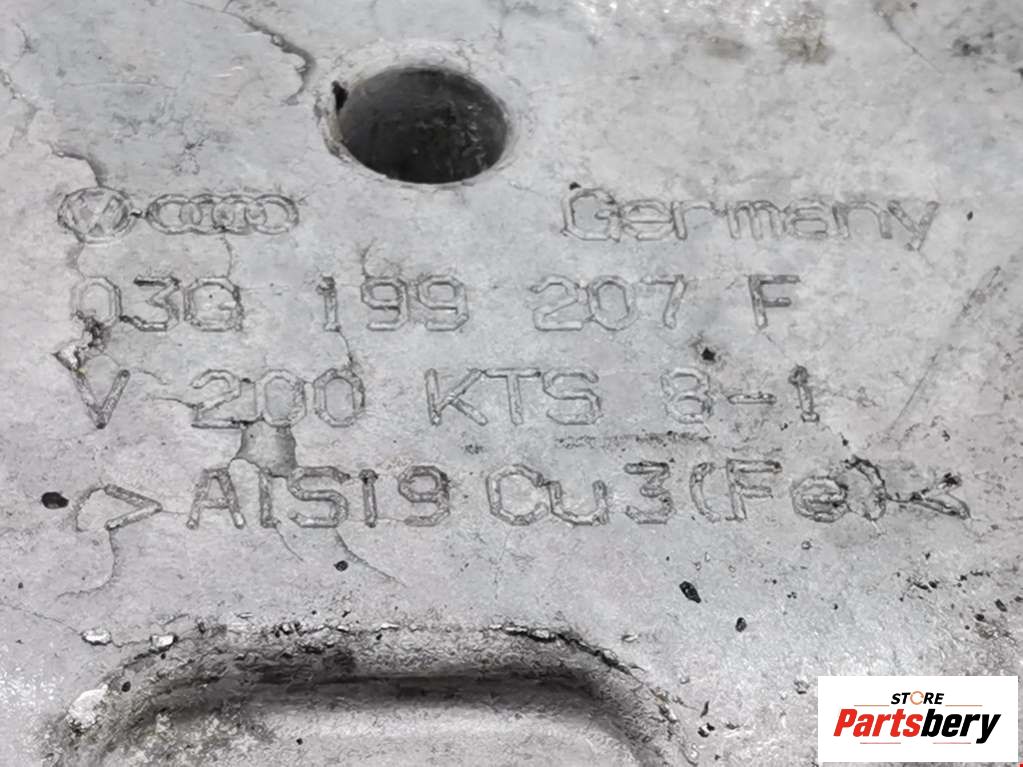 Germany
03G 199 207 F
V 200 KTS 8-1
>AlSi9Cu3(Fe)<
STORE
Partsbery